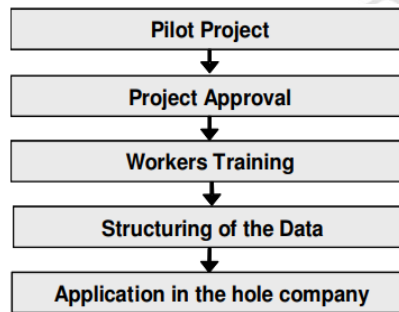 Pilot Project
Project Approval
Workers Training
Structuring of the Data
Application in the hole company